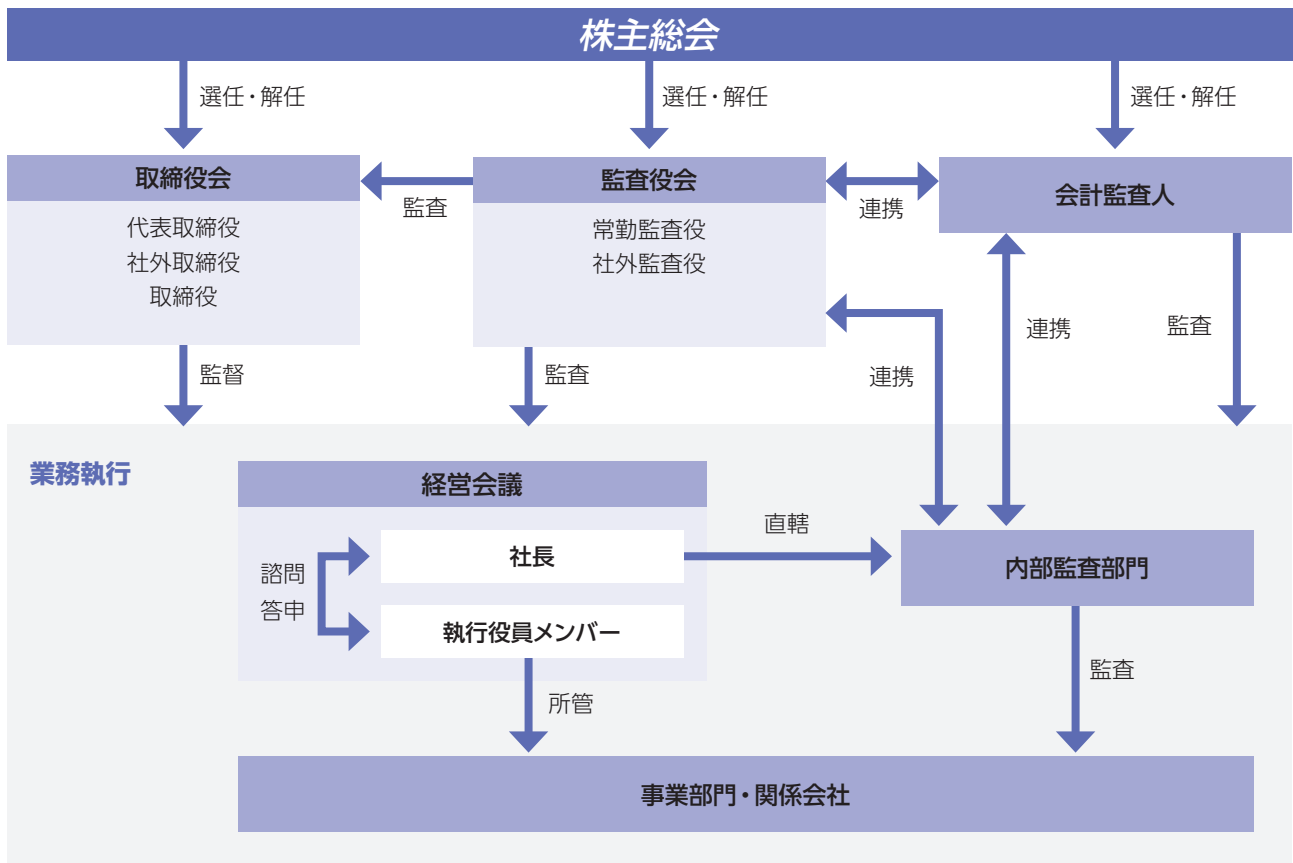 株主総会
選任・解任
選任・解任
選任・解任
取締役会
代表取締役
社外取締役
取締役
監査
監査役会
常勤監査役
社外監査役
連携
会計監査人
監督
監査
連携
連携
監査
業務執行
経営会議
諮問
答申
社長
執行役員メンバー
直轄
内部監査部門
所管
監査
事業部門・関係会社